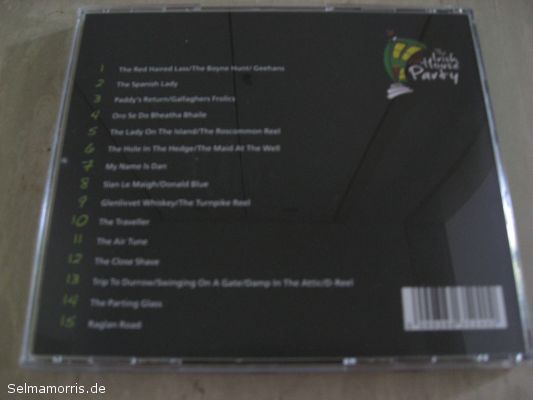 The
Irish
House
Party
1 The Red Haired Lass/The Boyne Hunt/ Geehans
2 The Spanish Lady
3 Paddy's Return/Gallaghers Frolics
4 Oro Se Do Bheatha Bhaile
5 The Lady On The Island/The Roscommon Reel
6 The Hole In The Hedge/The Maid At The Well
7 My Name Is Dan
8 Slan Le Maigh/Donald Blue
9 Glenlivet Whiskey/The Turnpike Reel
10 The Traveller
11 The Air Tune
12 The Close Shave
13 Trip To Durrow/Swinging On A Gate/Damp In The Attic/D-Reel
14 The Parting Glass
15 Raglan Road
Selmamorris.de